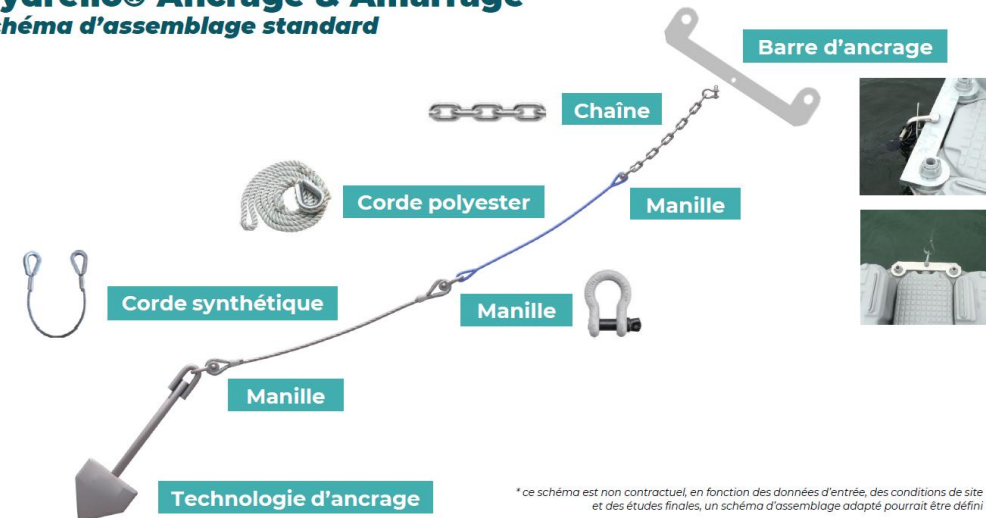 ydrelio® Ancrage & Amarrage
chéma d'assemblage standard
Barre d'ancrage
Chaîne
Corde polyester
Manille
Corde synthétique
Manille
Manille
Technologie d'ancrage
* ce schéma est non contractuel, en fonction des données d'entrée, des conditions de site
et des études finales, un schéma d'assemblage adapté pourrait être défini